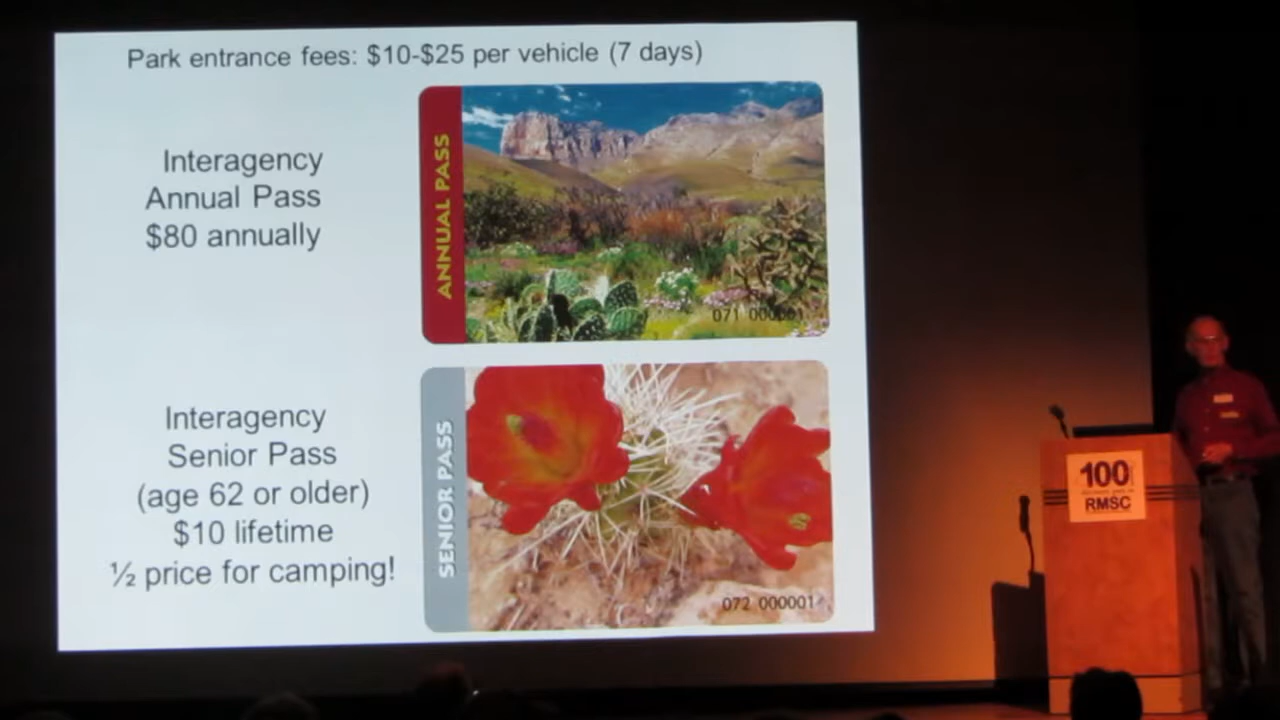 Park entrance fees: $10-$25 per vehicle (7 days)
Interagency
Annual Pass
$80 annually
ANNUAL PASS
071 000001
Interagency
Senior Pass
(age 62 or older)
$10 lifetime
½ price for camping!
SENIOR PASS
072 000001
100
RMSC